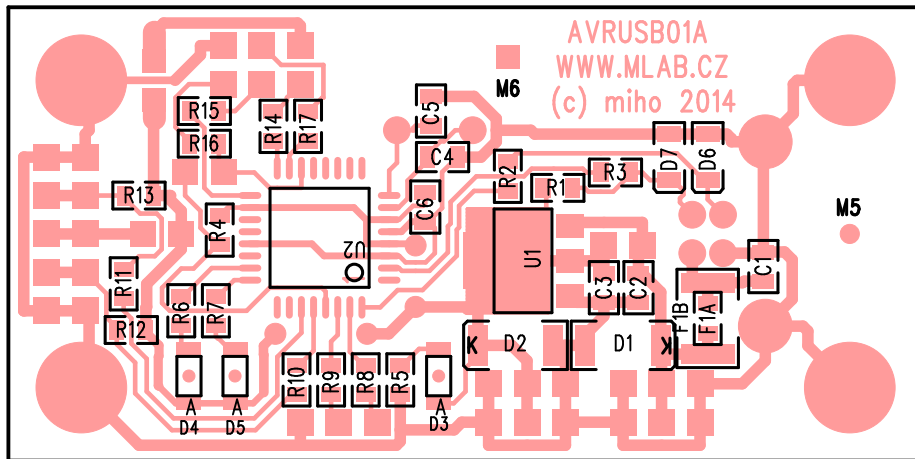 AVRUSB01A
WWW.MLAB.CZ
(c) miho 2014
M6
C5
R15
R14
R17
R16
C4
D7
D6
R2
R3
R1
R13
C6
R4
M5
U2
U1
C1
R11
C3
C2
R6
R7
F1B
F1A
R12
K
D2
D1
K
R10
R9
R8
R5
A
A
A
D4
D5
D3